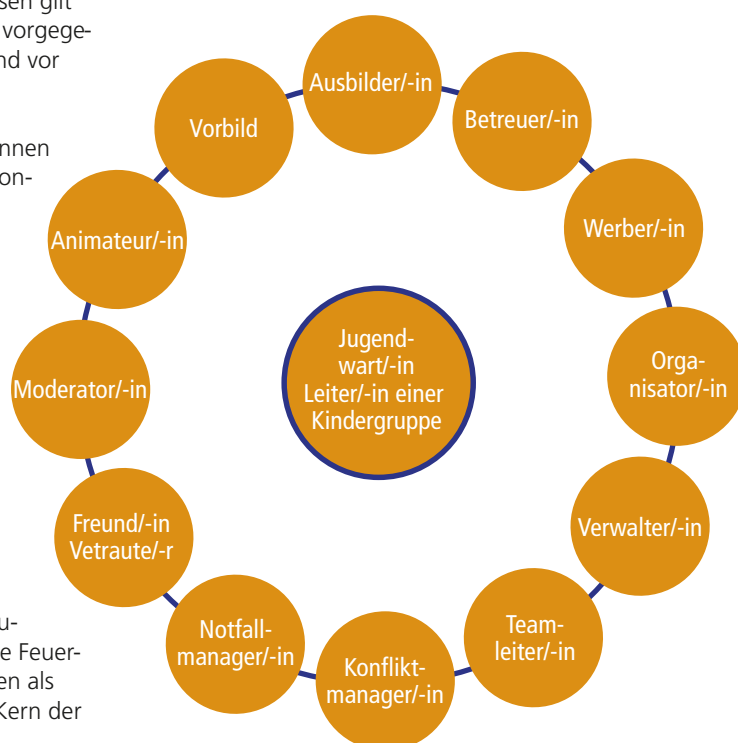 sen gilt
vorgege-
nd vor
nnen
on-
u-
e Feuer-
en als
Kern der
Ausbilder/-in
Betreuer/-in
Werber/-in
Orga-
nisator/-in
Verwalter/-in
Team-
leiter/-in
Konflikt-
manager/-in
Notfall-
manager/-in
Freund/-in
Vetraute/-r
Moderator/-in
Animateur/-in
Vorbild
Jugend-
wart/-in
Leiter/-in einer
Kindergruppe